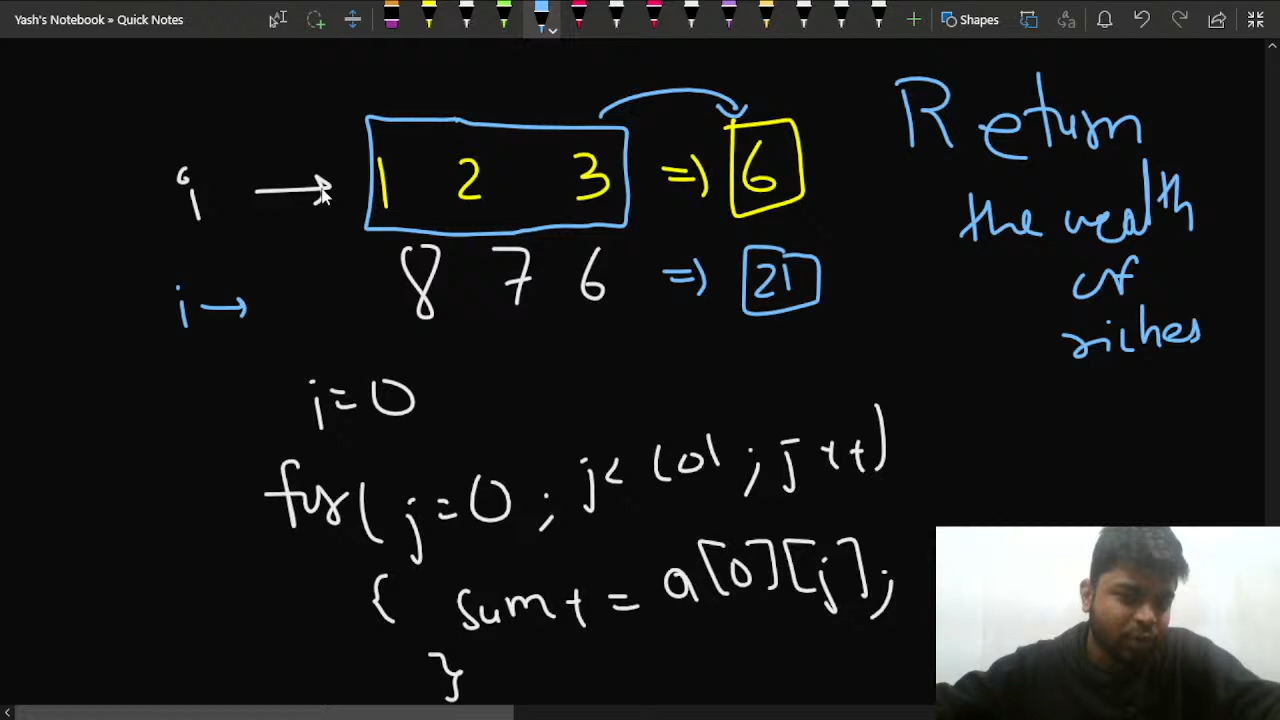 Yash's Notebook » Quick Notes
Shapes
i → 1 2 3 => 6
i → 8 7 6 => 21
Return
the wealth
of
riches
i=0
for( j=0 ; j< col ; j++)
{ sum+ = a[0][j];
}